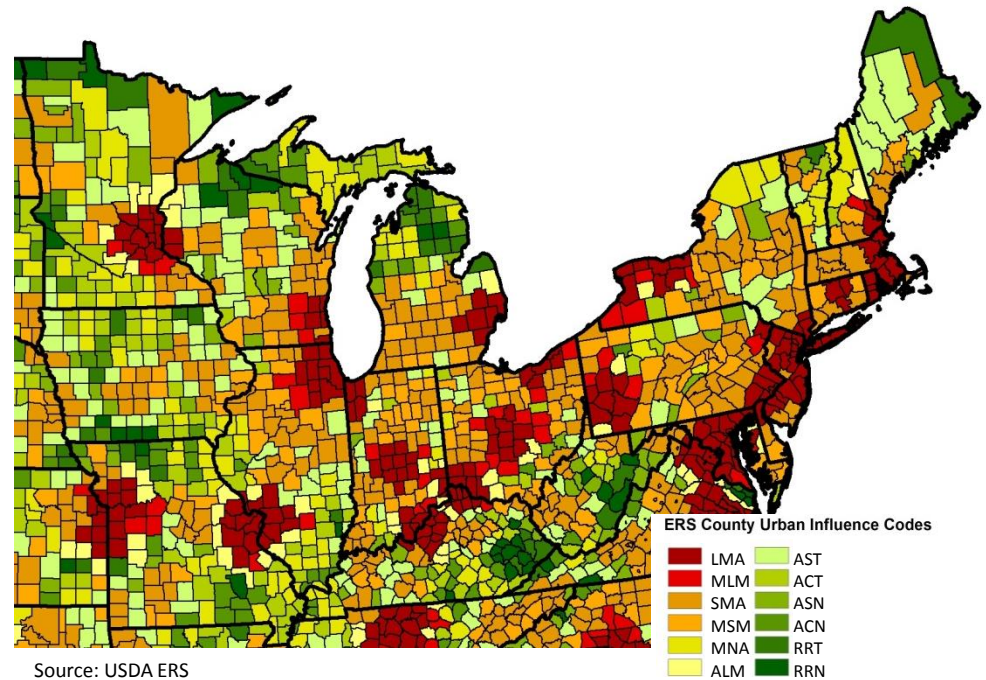 ERS County Urban Influence Codes
LMA AST
MLM ACT
SMA ASN
MSM ACN
MNA RRT
ALM RRN
Source: USDA ERS